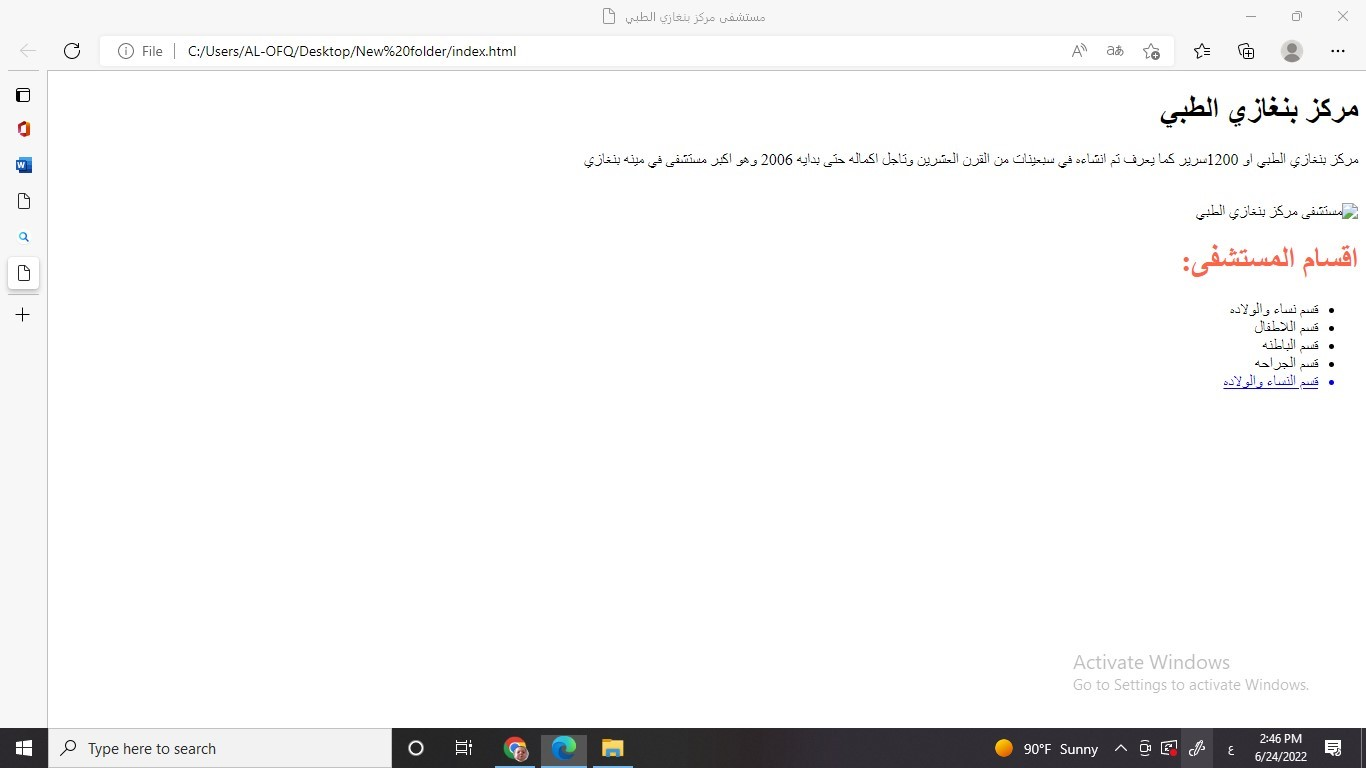 مستشفى مركز بنغازي الطبي
File
C:/Users/AL-OFQ/Desktop/New%20folder/index.html
مركز بنغازي الطبي
مركز بنغازي الطبي او 1200سرير كما يعرف تم انشاءه في سبعينات من القرن العشرين وتاجل اكماله حتى بدايه 2006 وهو اكبر مستشفى في مينه بنغازي
مستشفى مركز بنغازي الطبي
اقسام المستشفى:
قسم نساء والولاده
قسم اللاطفال
قسم الباطنه
قسم الجراحه
قسم النساء والولاده
Activate Windows
Go to Settings to activate Windows.
Type here to search
90°F Sunny
ع
2:46 PM
6/24/2022